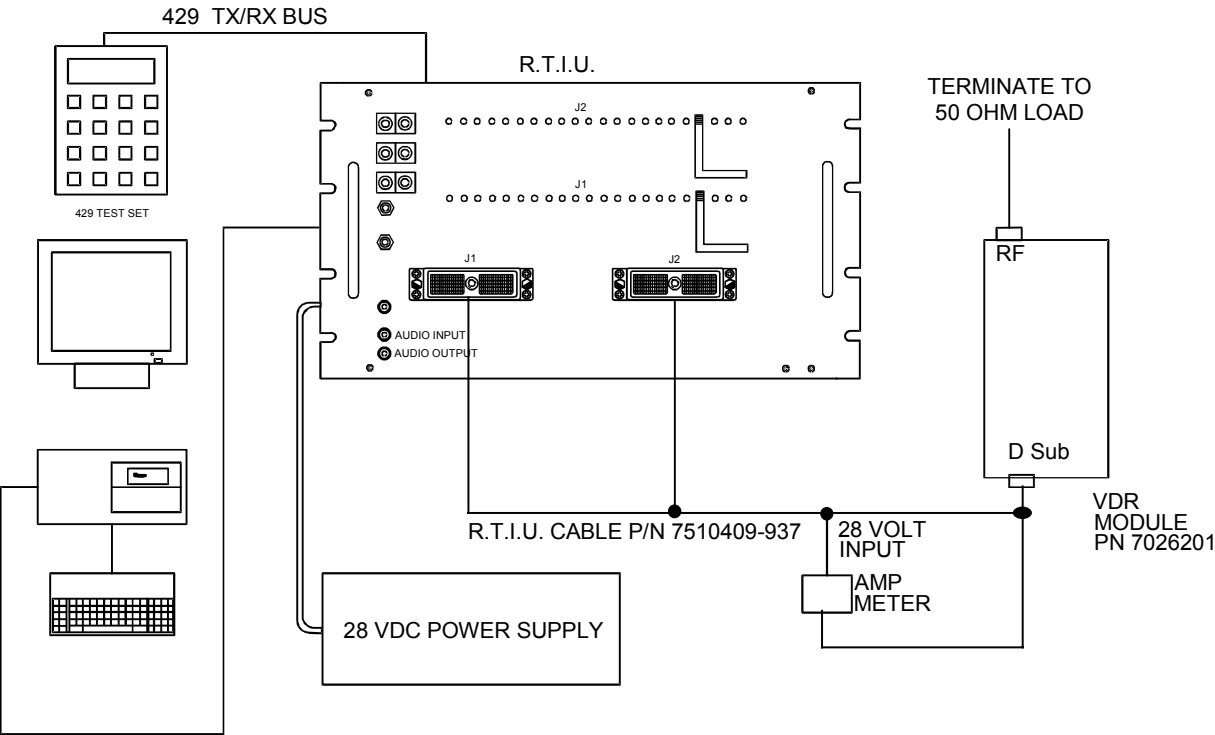 429 TX/RX BUS
R.T.I.U.
TERMINATE TO
50 OHM LOAD
J2
J1
429 TEST SET
RF
J1
J2
AUDIO INPUT
AUDIO OUTPUT
D Sub
VDR
MODULE
PN 7026201
R.T.I.U. CABLE P/N 7510409-937
28 VOLT
INPUT
AMP
METER
28 VDC POWER SUPPLY